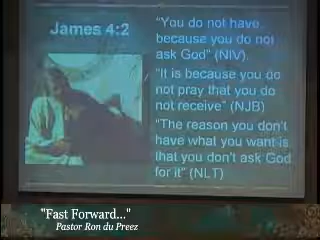 James 4:2
"You do not have,
because you do not
ask God" (NIV).
"It is because you do
not pray that you do
not receive" (NJB)
"The reason you don't
have what you want is
that you don't ask God
for it" (NLT)
"Fast Forward..."
Pastor Ron du Preez